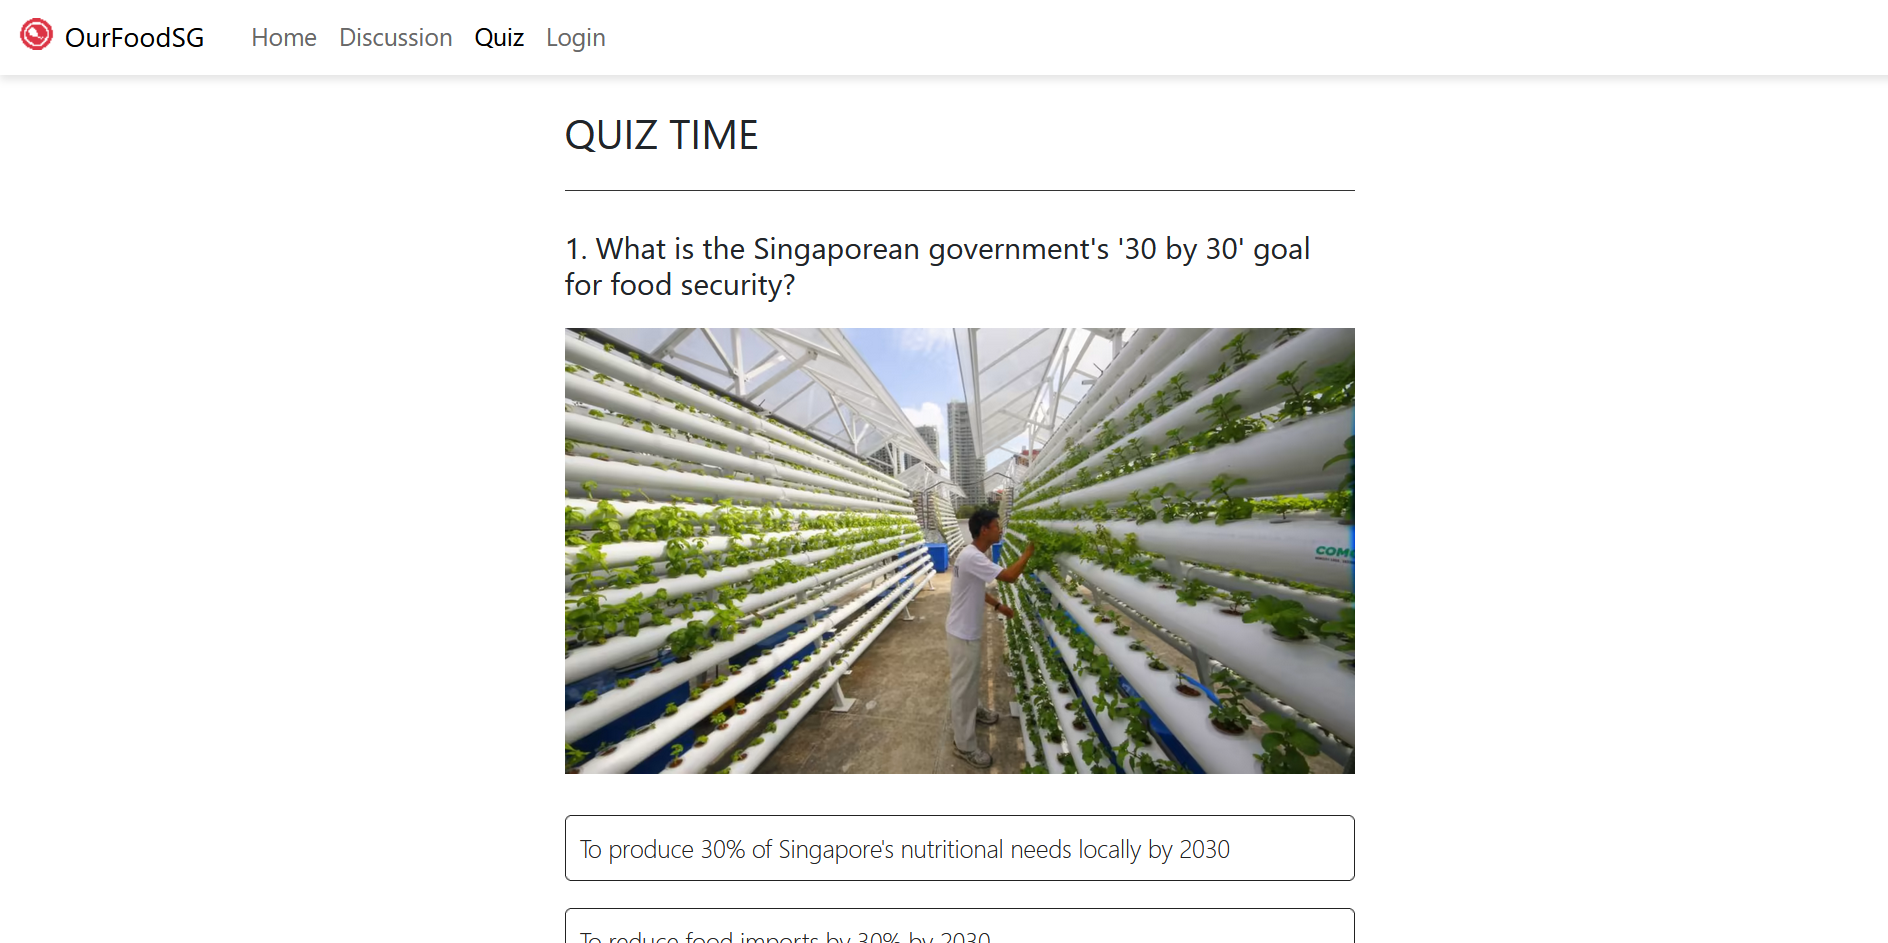 OurFoodSG Home Discussion Quiz Login
QUIZ TIME
1. What is the Singaporean government's '30 by 30' goal
for food security?
COM
To produce 30% of Singapore's nutritional needs locally by 2030
To reduce food imports by 30% by 2030